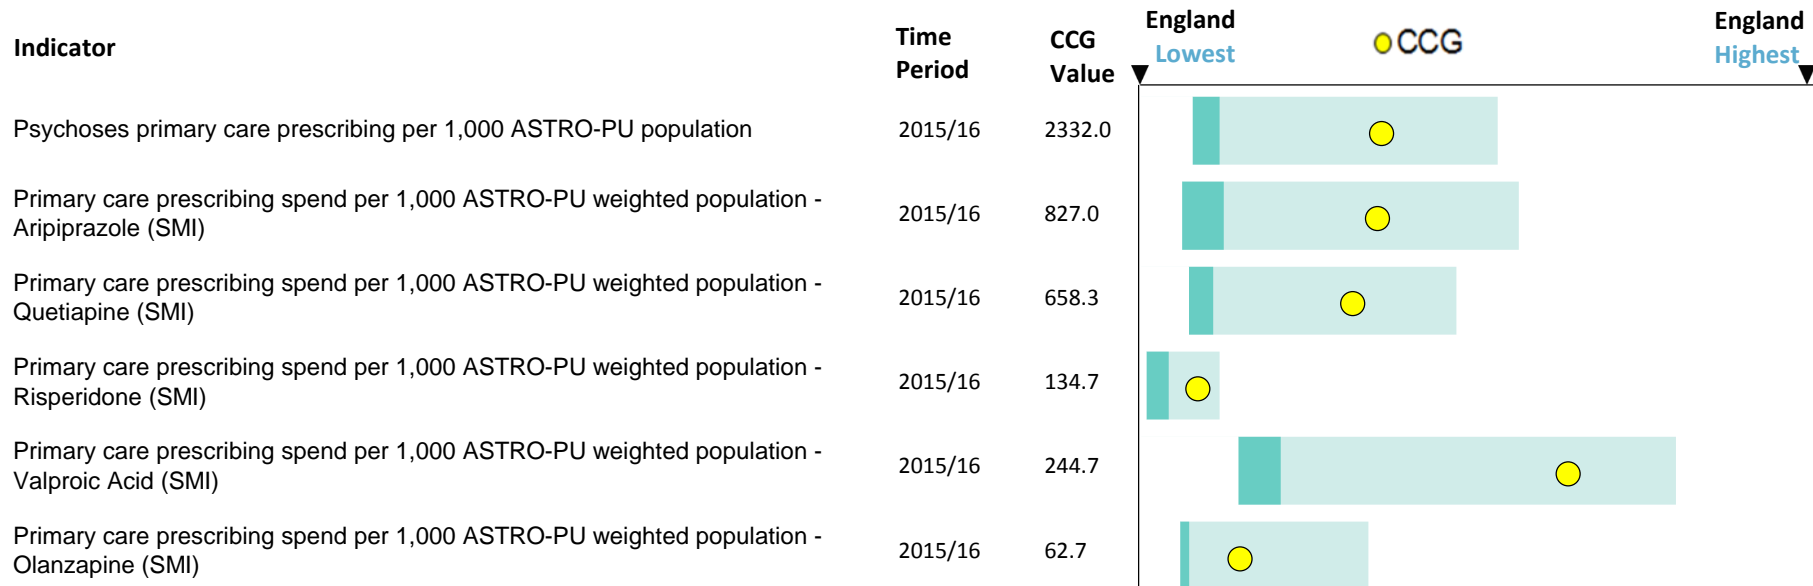 Indicator
Time Period
CCG Value
England Lowest
CCG
England Highest
Psychoses primary care prescribing per 1,000 ASTRO-PU population
2015/16
2332.0
Primary care prescribing spend per 1,000 ASTRO-PU weighted population -
Aripiprazole (SMI)
2015/16
827.0
Primary care prescribing spend per 1,000 ASTRO-PU weighted population -
Quetiapine (SMI)
2015/16
658.3
Primary care prescribing spend per 1,000 ASTRO-PU weighted population -
Risperidone (SMI)
2015/16
134.7
Primary care prescribing spend per 1,000 ASTRO-PU weighted population -
Valproic Acid (SMI)
2015/16
244.7
Primary care prescribing spend per 1,000 ASTRO-PU weighted population -
Olanzapine (SMI)
2015/16
62.7